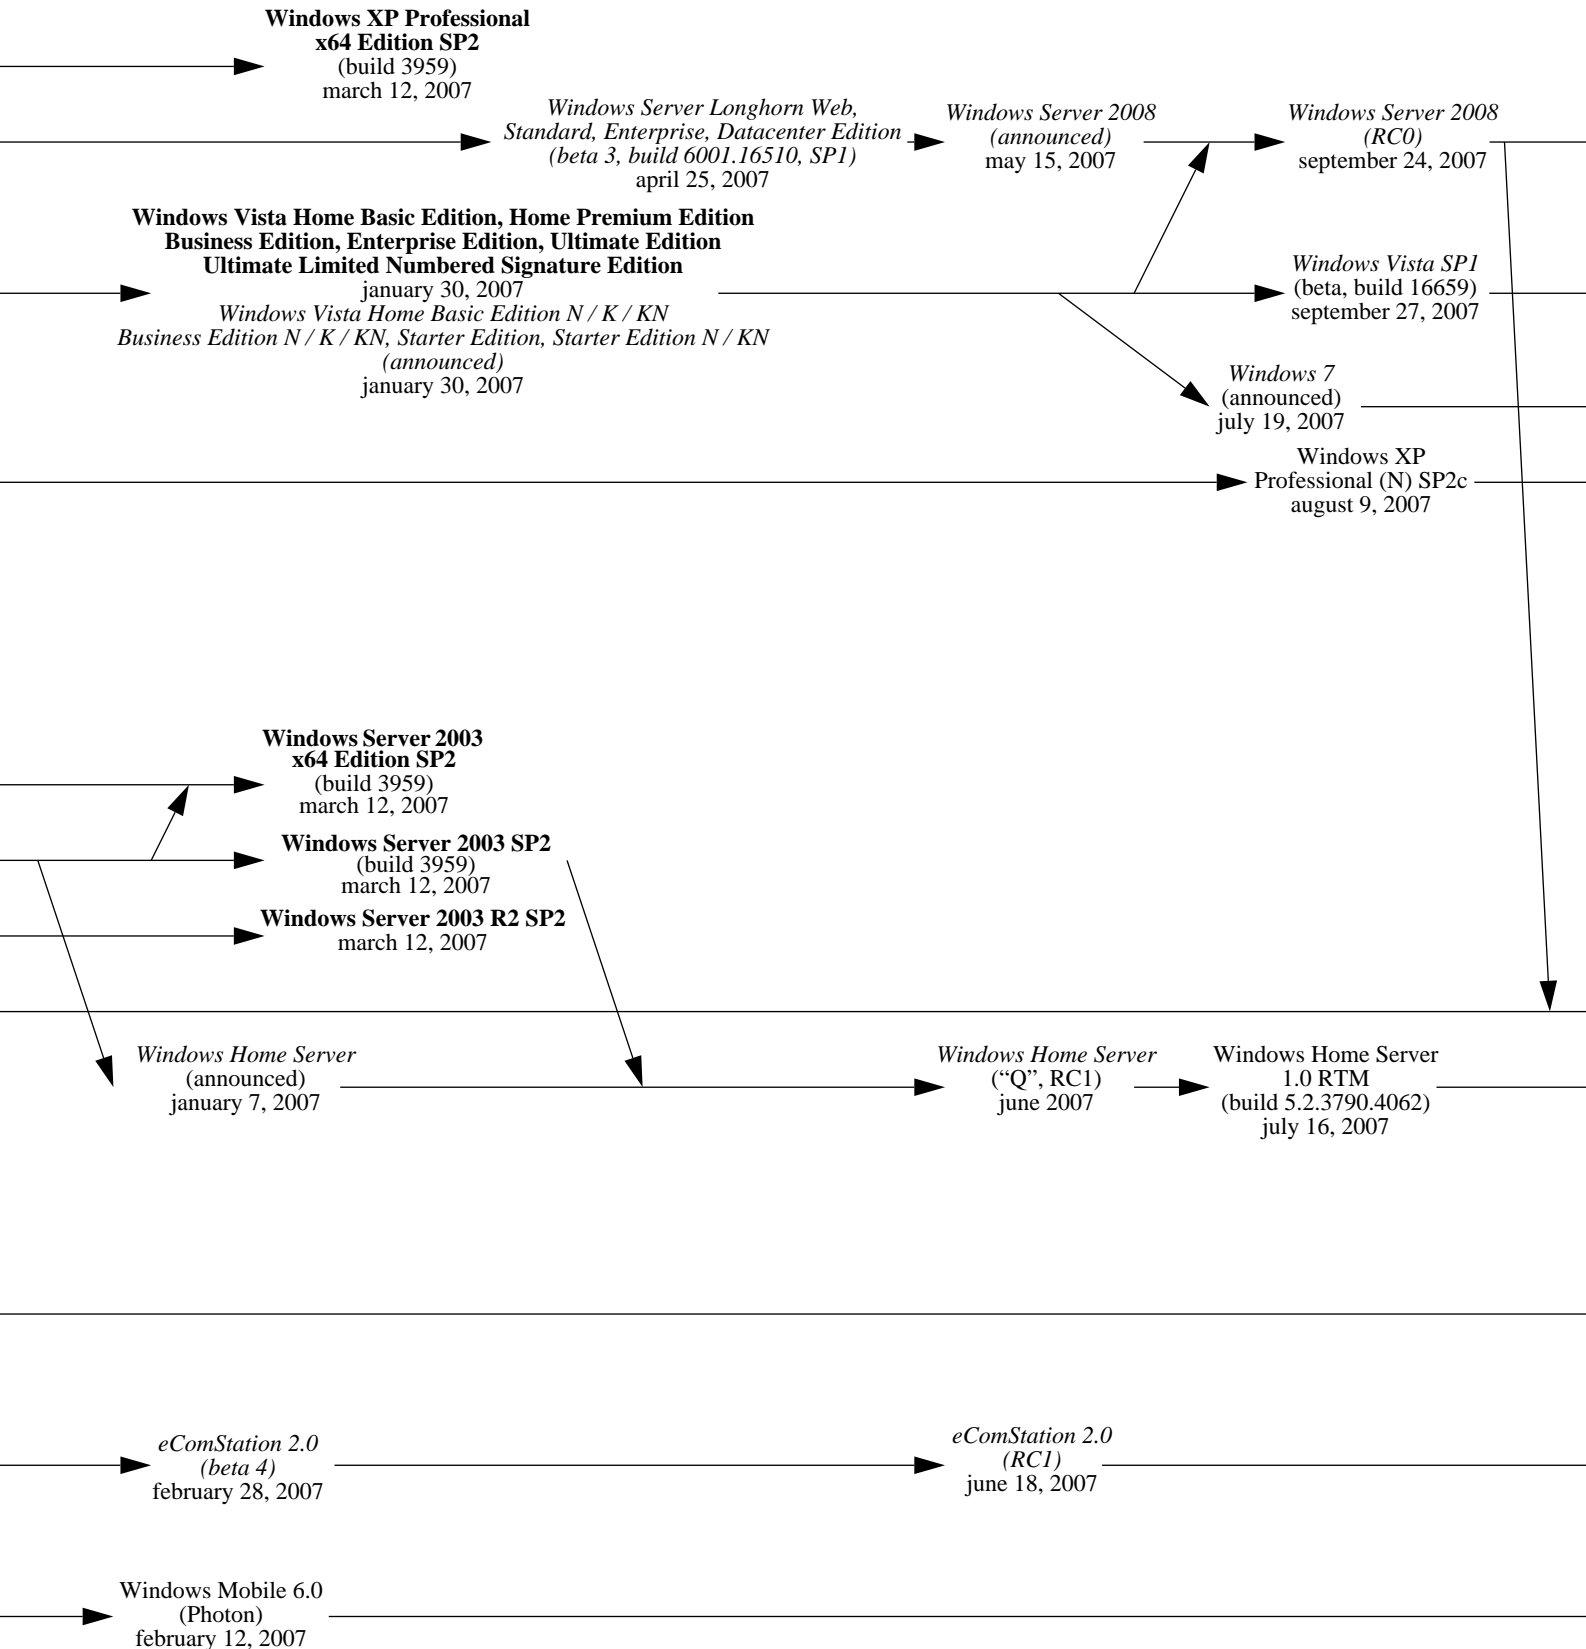 Windows XP Professional
x64 Edition SP2
(build 3959)
march 12, 2007
Windows Server Longhorn Web,
Standard, Enterprise, Datacenter Edition
(beta 3, build 6001.16510, SP1)
april 25, 2007
Windows Server 2008
(announced)
may 15, 2007
Windows Server 2008
(RC0)
september 24, 2007
Windows Vista Home Basic Edition, Home Premium Edition
Business Edition, Enterprise Edition, Ultimate Edition
Ultimate Limited Numbered Signature Edition
january 30, 2007
Windows Vista Home Basic Edition N / K / KN
Business Edition N / K / KN, Starter Edition, Starter Edition N / KN
(announced)
january 30, 2007
Windows Vista SP1
(beta, build 16659)
september 27, 2007
Windows 7
(announced)
july 19, 2007
Windows XP
Professional (N) SP2c
august 9, 2007
Windows Server 2003
x64 Edition SP2
(build 3959)
march 12, 2007
Windows Server 2003 SP2
(build 3959)
march 12, 2007
Windows Server 2003 R2 SP2
march 12, 2007
Windows Home Server
(announced)
january 7, 2007
Windows Home Server
(“Q”, RC1)
june 2007
Windows Home Server
1.0 RTM
(build 5.2.3790.4062)
july 16, 2007
eComStation 2.0
(beta 4)
february 28, 2007
eComStation 2.0
(RC1)
june 18, 2007
Windows Mobile 6.0
(Photon)
february 12, 2007